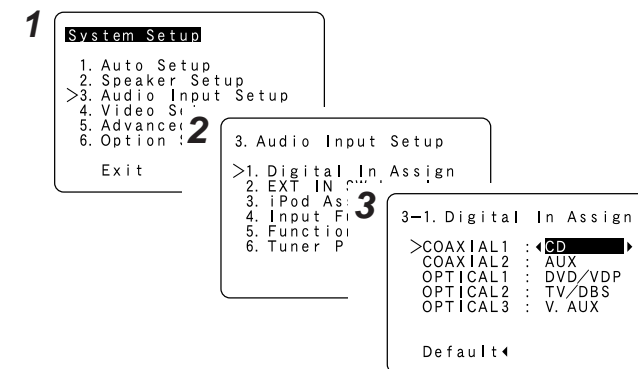 1
System Setup
1. Auto Setup
2. Speaker Setup
>3. Audio Input Setup
4. Video
5. Advanced
6. Option
Exit
2
3. Audio Input Setup
>1. Digital In Assign
2. EXT IN
3. iPod
4. Input
5. Function
6. Tuner P
3
3-1. Digital In Assign
>COAXIAL1 : ◀CD▶
COAXIAL2 : AUX
OPTICAL1 : DVD/VDP
OPTICAL2 : TV/DBS
OPTICAL3 : V. AUX
Default◀